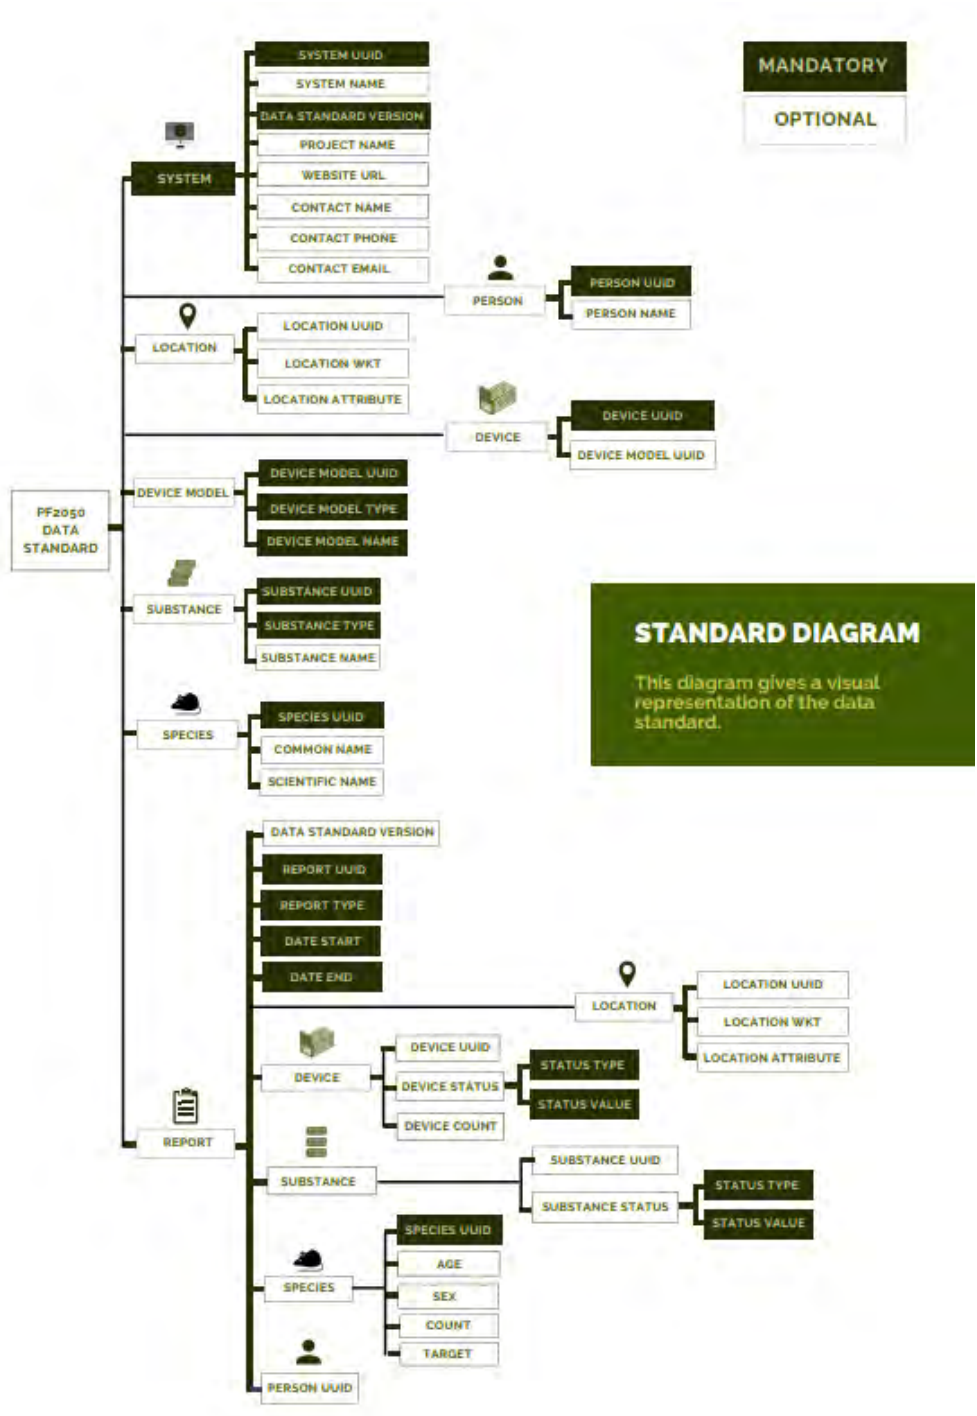 SYSTEM UUID
SYSTEM NAME
DATA STANDARD VERSION
PROJECT NAME
WEBSITE URL
CONTACT NAME
CONTACT PHONE
CONTACT EMAIL
SYSTEM
MANDATORY
OPTIONAL
PERSON
PERSON UUID
PERSON NAME
LOCATION
LOCATION UUID
LOCATION WKT
LOCATION ATTRIBUTE
DEVICE
DEVICE UUID
DEVICE MODEL UUID
DEVICE MODEL
DEVICE MODEL UUID
DEVICE MODEL TYPE
DEVICE MODEL NAME
PF2050
DATA
STANDARD
SUBSTANCE
SUBSTANCE UUID
SUBSTANCE TYPE
SUBSTANCE NAME
STANDARD DIAGRAM
This diagram gives a visual
representation of the data
standard.
SPECIES
SPECIES UUID
COMMON NAME
SCIENTIFIC NAME
REPORT
DATA STANDARD VERSION
REPORT UUID
REPORT TYPE
DATE START
DATE END
LOCATION
LOCATION UUID
LOCATION WKT
LOCATION ATTRIBUTE
DEVICE
DEVICE UUID
DEVICE STATUS
STATUS TYPE
STATUS VALUE
DEVICE COUNT
SUBSTANCE
SUBSTANCE UUID
SUBSTANCE STATUS
STATUS TYPE
STATUS VALUE
SPECIES
SPECIES UUID
AGE
SEX
COUNT
TARGET
PERSON UUID